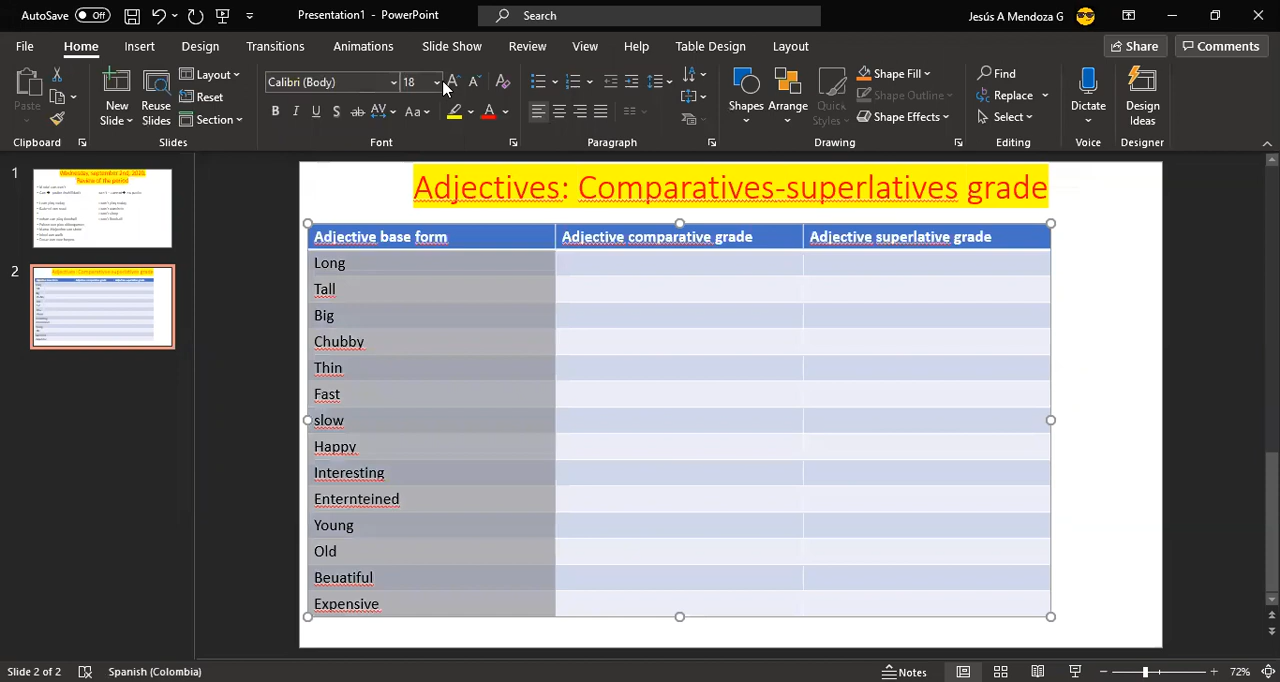 AutoSave Off Presentation1 - PowerPoint Search Jesús A Mendoza G
File Home Insert Design Transitions Animations Slide Show Review View Help Table Design Layout Share Comments
Paste New Slide Reuse Slides Layout Reset Section
Calibri (Body) 18
Shapes Arrange Quick Styles Shape Fill Shape Outline Shape Effects
Find Replace Select Dictate Design Ideas
Clipboard Slides Font Paragraph Drawing Editing Voice Designer
1
2
Adjectives: Comparatives-superlatives grade
Adjective base form Adjective comparative grade Adjective superlative grade
Long
Tall
Big
Chubby
Thin
Fast
slow
Happy
Interesting
Enternteined
Young
Old
Beuatiful
Expensive
Slide 2 of 2 Spanish (Colombia) Notes 72%